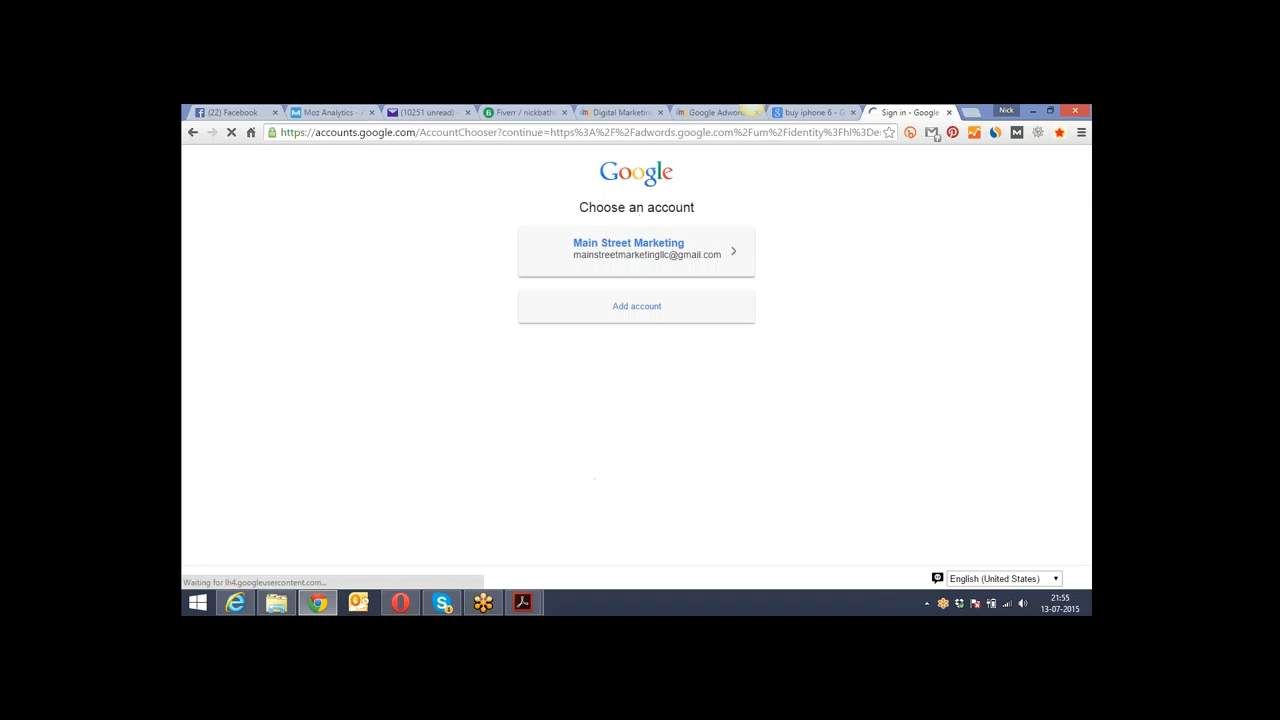 (22) Facebook
Moz Analytics -
(10251 unread)
Fiverr / nickbath
Digital Marketin
Google Adword
buy iphone 6 - G
Sign in - Google
Nick
https://accounts.google.com/AccountChooser?continue=https%3A%2F%2Fadwords.google.com%2Fum%2Fidentity%3Fhl%3De
Google
Choose an account
Main Street Marketing
mainstreetmarketingllc@gmail.com
Add account
Waiting for lh4.googleusercontent.com...
English (United States)
21:55
13-07-2015